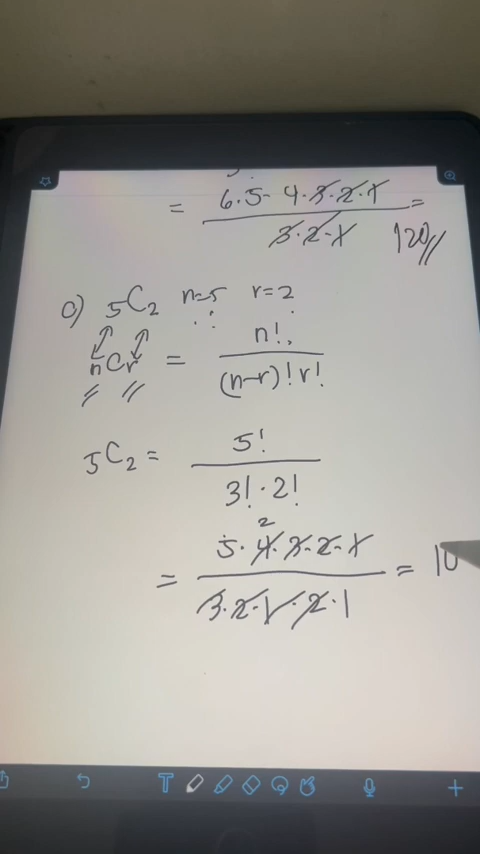 = 6·5·4·3·2·1 / 3·2·1 = 120//
c) 5C2 n=5 r=2
nCr = n! / (n-r)! r!
5C2 = 5! / 3! · 2!
2
= 5·4·3·2·1 / 3·2·1·2·1 = 10
T